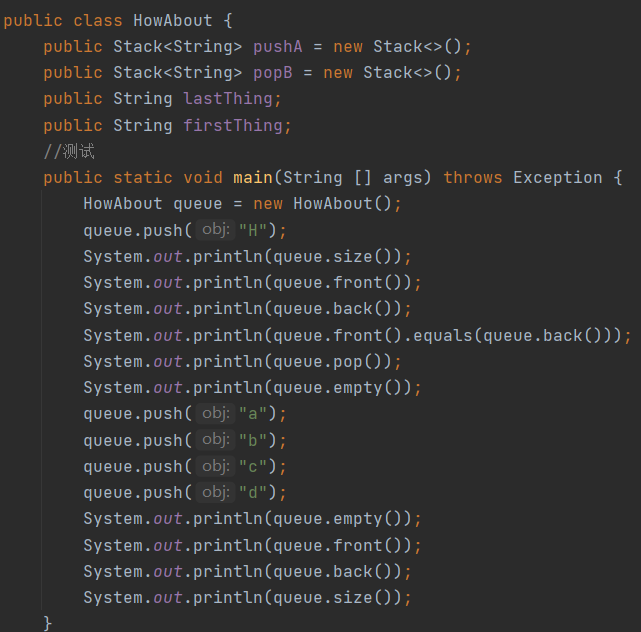 public class HowAbout {
public Stack<String> pushA = new Stack<>();
public Stack<String> popB = new Stack<>();
public String lastThing;
public String firstThing;
//测试
public static void main(String [] args) throws Exception {
HowAbout queue = new HowAbout();
queue.push( obj: "H");
System.out.println(queue.size());
System.out.println(queue.front());
System.out.println(queue.back());
System.out.println(queue.front().equals(queue.back()));
System.out.println(queue.pop());
System.out.println(queue.empty());
queue.push( obj: "a");
queue.push( obj: "b");
queue.push( obj: "c");
queue.push( obj: "d");
System.out.println(queue.empty());
System.out.println(queue.front());
System.out.println(queue.back());
System.out.println(queue.size());
}